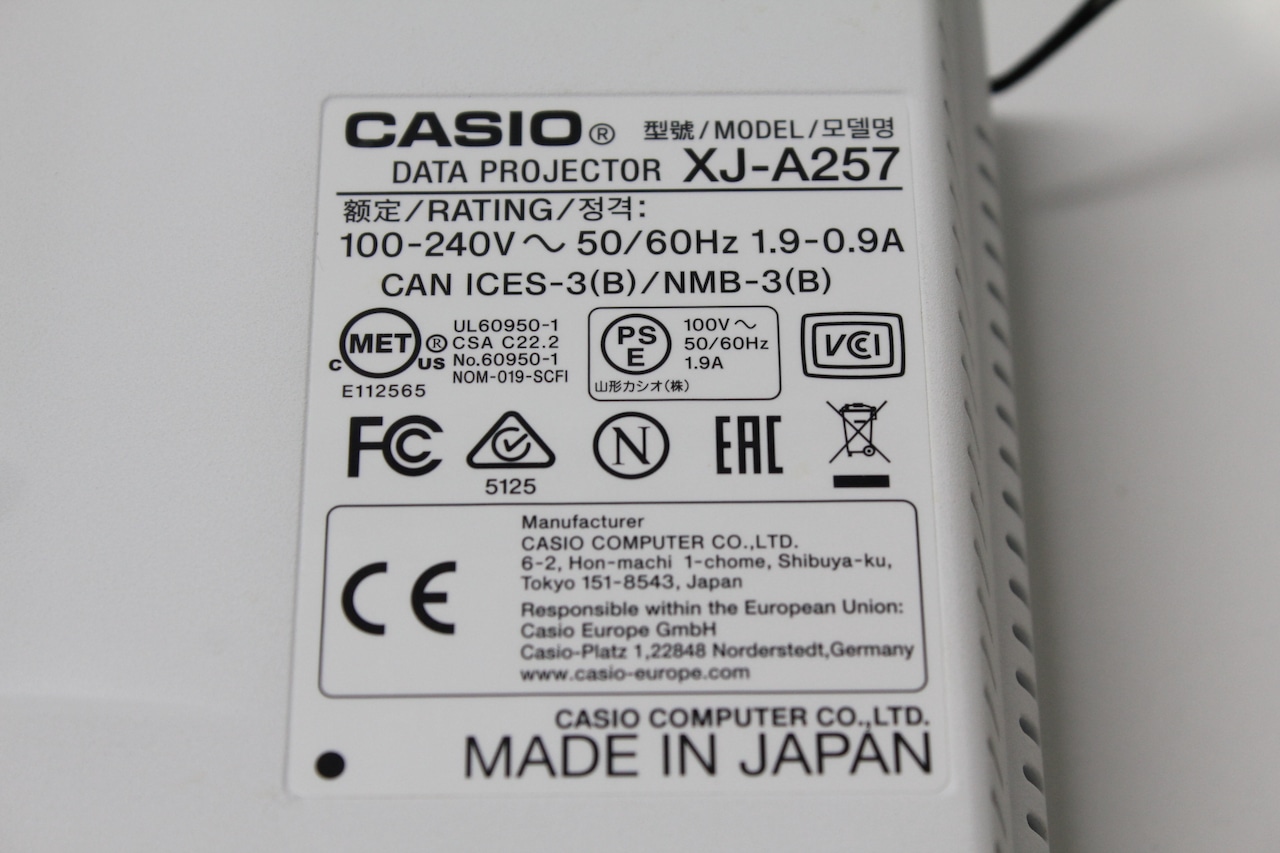 CASIO® 型號/MODEL/모델명
DATA PROJECTOR XJ-A257
额定/RATING/정격:
100-240V～ 50/60Hz 1.9-0.9A
CAN ICES-3(B)/NMB-3(B)
MET
®
C US
E112565
UL60950-1
CSA C22.2
No.60950-1
NOM-019-SCFI
PS
E
100V～
50/60Hz
1.9A
山形カシオ(株)
VCCI
FC
5125
N
EAC
CE
Manufacturer
CASIO COMPUTER CO.,LTD.
6-2, Hon-machi 1-chome, Shibuya-ku,
Tokyo 151-8543, Japan
Responsible within the European Union:
Casio Europe GmbH
Casio-Platz 1,22848 Norderstedt,Germany
www.casio-europe.com
CASIO COMPUTER CO.,LTD.
MADE IN JAPAN